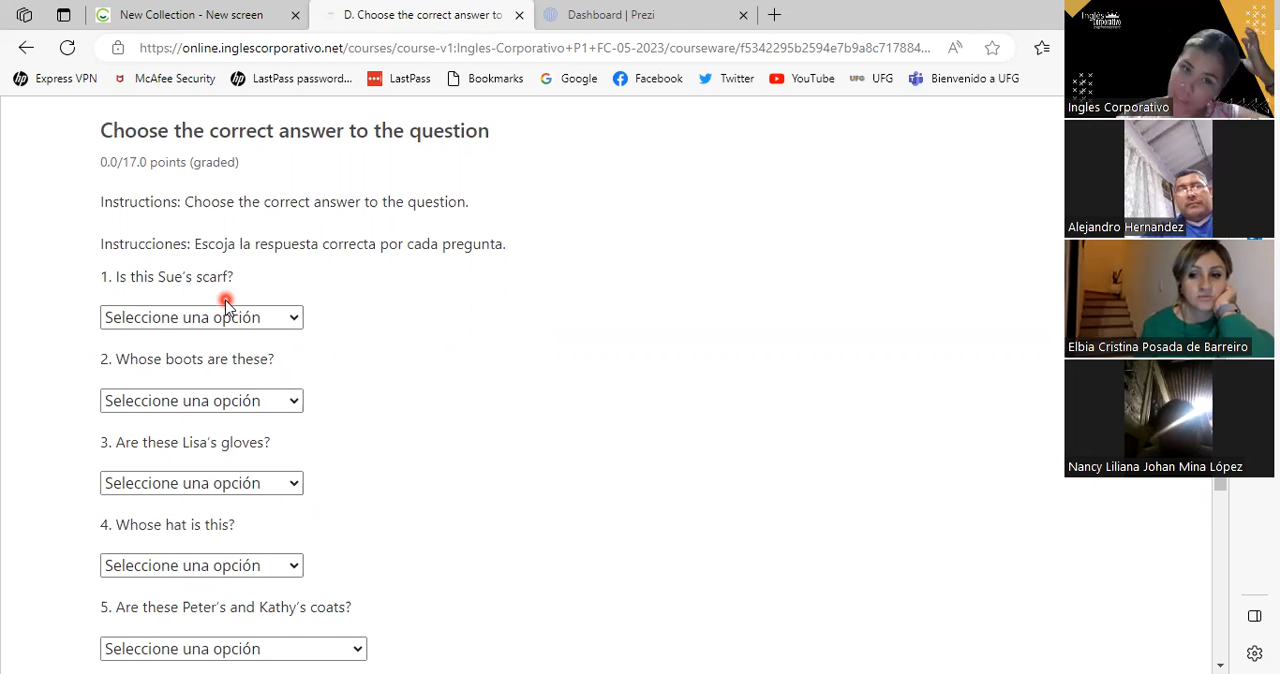 New Collection - New screen
D. Choose the correct answer to
Dashboard | Prezi
https://online.inglescorporativo.net/courses/course-v1:Ingles-Corporativo+P1+FC-05-2023/courseware/f5342295b2594e7b9a8c717884...
Express VPN
McAfee Security
LastPass password...
LastPass
Bookmarks
Google
Facebook
Twitter
YouTube
UFG
UFG
Bienvenido a UFG
Choose the correct answer to the question
0.0/17.0 points (graded)
Instructions: Choose the correct answer to the question.
Instrucciones: Escoja la respuesta correcta por cada pregunta.
1. Is this Sue's scarf?
Seleccione una opción
2. Whose boots are these?
Seleccione una opción
3. Are these Lisa's gloves?
Seleccione una opción
4. Whose hat is this?
Seleccione una opción
5. Are these Peter's and Kathy's coats?
Seleccione una opción
Inglés
Corporativo
Ingles Corporativo
Alejandro Hernandez
Elbia Cristina Posada de Barreiro
Nancy Liliana Johan Mina López